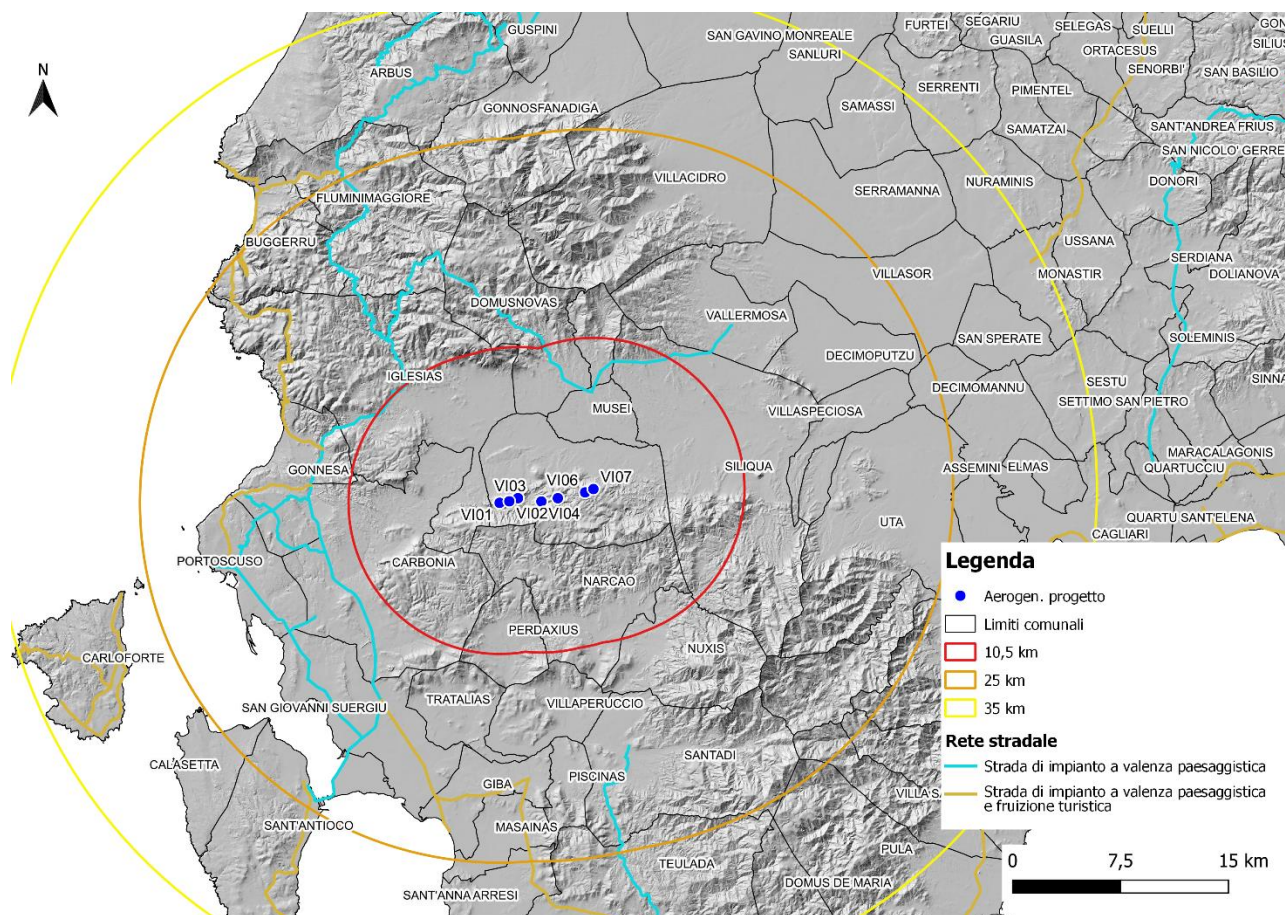 GUSPINI
FURTEI
SEGARIU
SELEGAS
SUELLI
SAN GAVINO MONREALE
GUASILA
ORTACESUS
SANLURI
SENORBI'
N
ARBUS
SAN BASILIO
SERRENTI
PIMENTEL
GONNOSFANADIGA
SAMASSI
SAMATZAI
SANT'ANDREA FRIUS
SAN NICOLO' GERRE
VILLACIDRO
SERRAMANNA
NURAMINIS
DONORI
FLUMINIMAGGIORE
BUGGERRU
USSANA
SERDIANA
VILLASOR
MONASTIR
DOLIANOVA
DOMUSNOVAS
VALLERMOSA
SAN SPERATE
SOLEMINIS
DECIMOPUTZU
IGLESIAS
DECIMOMANNU
SESTU
SINNA
MUSEI
VILLASPECIOSA
SETTIMO SAN PIETRO
MARACALAGONIS
GONNESA
SILIQUA
ASSEMINI
ELMAS
QUARTUCCIU
VI03
VI06
VI07
VI01
VI02
VI04
UTA
QUARTU SANT'ELENA
CAGLIARI
PORTOSCUSO
CARBONIA
NARCAO
PERDAXIUS
NUXIS
CARLOFORTE
TRATALIAS
VILLAPERUCCIO
SAN GIOVANNI SUERGIU
SANTADI
CALASETTA
GIBA
PISCINAS
VILLA SA
SANT'ANTIOCO
MASAINAS
TEULADA
PULA
DOMUS DE MARIA
SANT'ANNA ARRESI
Legenda
Aerogen. progetto
Limiti comunali
10,5 km
25 km
35 km
Rete stradale
Strada di impianto a valenza paesaggistica
Strada di impianto a valenza paesaggistica
e fruizione turistica
0 7,5 15 km